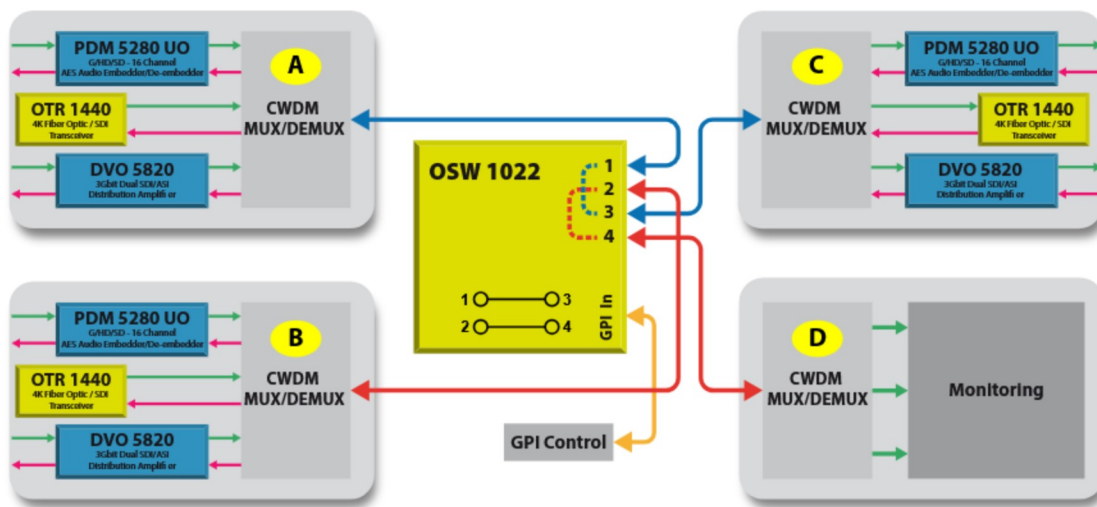 PDM 5280 UO
G/HD/SD - 16 Channel
AES Audio Embedder/De-embedder
OTR 1440
4K Fiber Optic / SDI
Transceiver
DVO 5820
3Gbit Dual SDI/ASI
Distribution Amplifi er
A
CWDM
MUX/DEMUX
OSW 1022
1
2
3
4
1
3
2
4
GPI In
C
CWDM
MUX/DEMUX
PDM 5280 UO
G/HD/SD - 16 Channel
AES Audio Embedder/De-embedder
OTR 1440
4K Fiber Optic / SDI
Transceiver
DVO 5820
3Gbit Dual SDI/ASI
Distribution Amplifi er
PDM 5280 UO
G/HD/SD - 16 Channel
AES Audio Embedder/De-embedder
OTR 1440
4K Fiber Optic / SDI
Transceiver
DVO 5820
3Gbit Dual SDI/ASI
Distribution Amplifi er
B
CWDM
MUX/DEMUX
GPI Control
D
CWDM
MUX/DEMUX
Monitoring